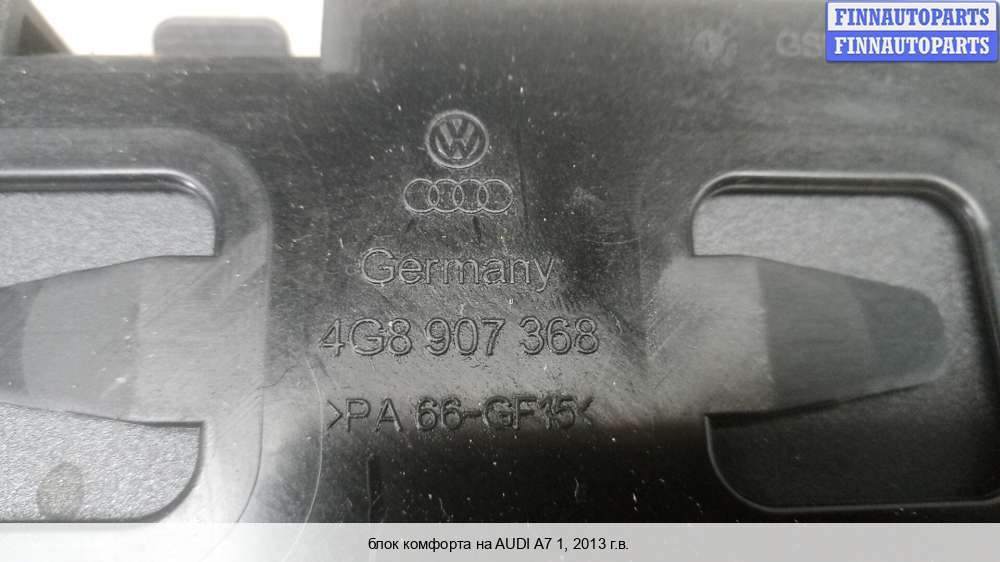 FINNAUTOPARTS
FINNAUTOPARTS
Germany
4G8 907 368
>PA 66-GF15<
блок комфорта на AUDI A7 1, 2013 г.в.